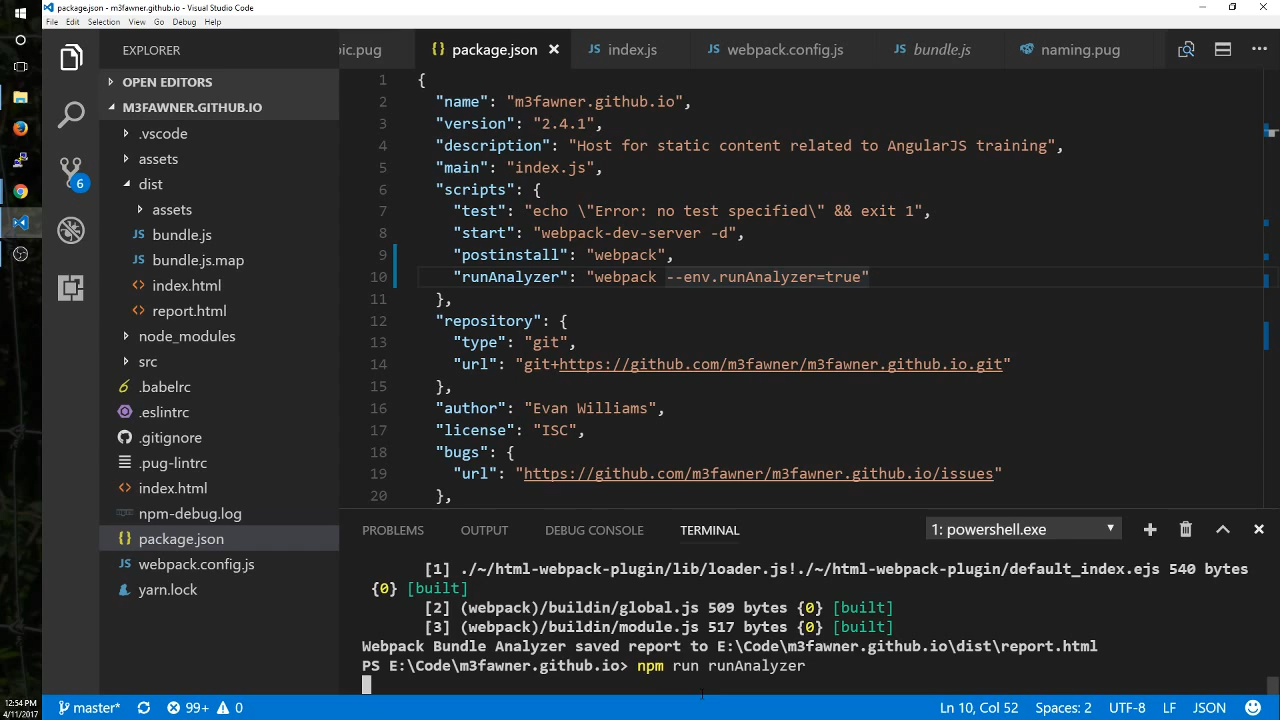 package.json - m3fawner.github.io - Visual Studio Code
File Edit Selection View Go Debug Help
EXPLORER
OPEN EDITORS
M3FAWNER.GITHUB.IO
.vscode
assets
dist
assets
bundle.js
bundle.js.map
index.html
report.html
node_modules
src
.babelrc
.eslintrc
.gitignore
.pug-lintrc
index.html
npm-debug.log
package.json
webpack.config.js
yarn.lock
6
pic.pug package.json index.js webpack.config.js bundle.js naming.pug
1 {
2 "name": "m3fawner.github.io",
3 "version": "2.4.1",
4 "description": "Host for static content related to AngularJS training",
5 "main": "index.js",
6 "scripts": {
7 "test": "echo \"Error: no test specified\" && exit 1",
8 "start": "webpack-dev-server -d",
9 "postinstall": "webpack",
10 "runAnalyzer": "webpack --env.runAnalyzer=true"
11 },
12 "repository": {
13 "type": "git",
14 "url": "git+https://github.com/m3fawner/m3fawner.github.io.git"
15 },
16 "author": "Evan Williams",
17 "license": "ISC",
18 "bugs": {
19 "url": "https://github.com/m3fawner/m3fawner.github.io/issues"
20 },
PROBLEMS OUTPUT DEBUG CONSOLE TERMINAL 1: powershell.exe
[1] ./~/html-webpack-plugin/lib/loader.js!./~/html-webpack-plugin/default_index.ejs 540 bytes
{0} [built]
[2] (webpack)/buildin/global.js 509 bytes {0} [built]
[3] (webpack)/buildin/module.js 517 bytes {0} [built]
Webpack Bundle Analyzer saved report to E:\Code\m3fawner.github.io\dist\report.html
PS E:\Code\m3fawner.github.io> npm run runAnalyzer
12:54 PM
4/11/2017
master* 99+ 0 Ln 10, Col 52 Spaces: 2 UTF-8 LF JSON